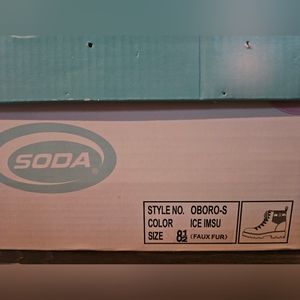 SODA®
STYLE NO. OBORO-S
COLOR ICE IMSU
SIZE 8½ (FAUX FUR)